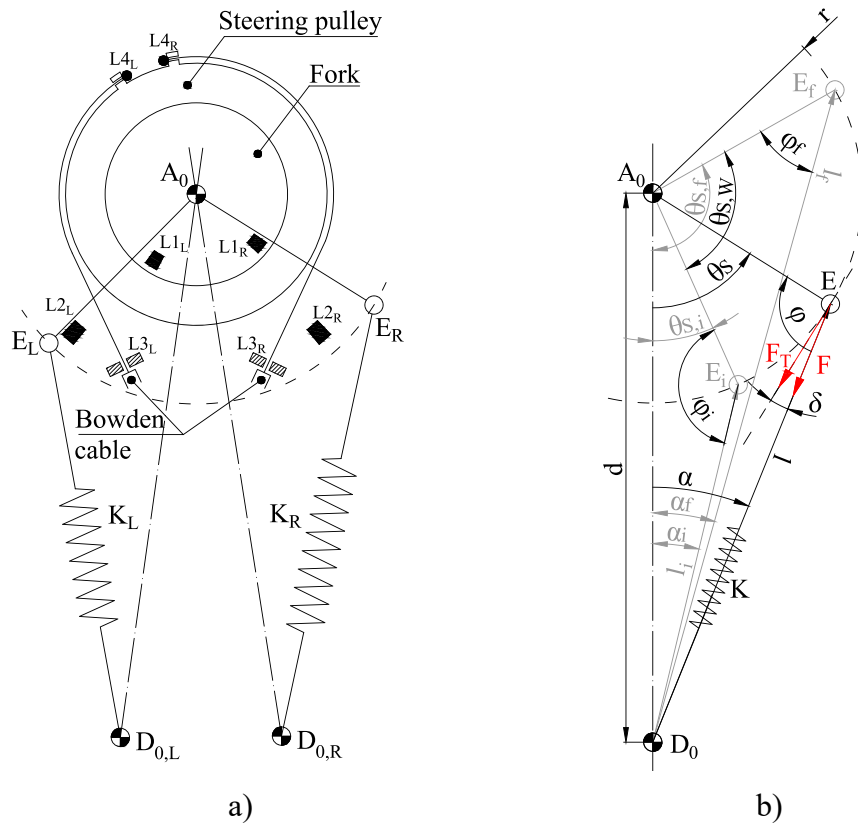 Steering pulley
Fork
L4L
L4R
A0
L1L
L1R
L2L
L2R
EL
ER
L3L
L3R
Bowden
cable
KL
KR
D0,L
D0,R
a)
r
Ef
φf
lf
A0
θs,f
θs,w
θs
θs,i
E
φ
Ei
FT
F
φi
δ
d
l
α
αf
αi
li
K
D0
b)